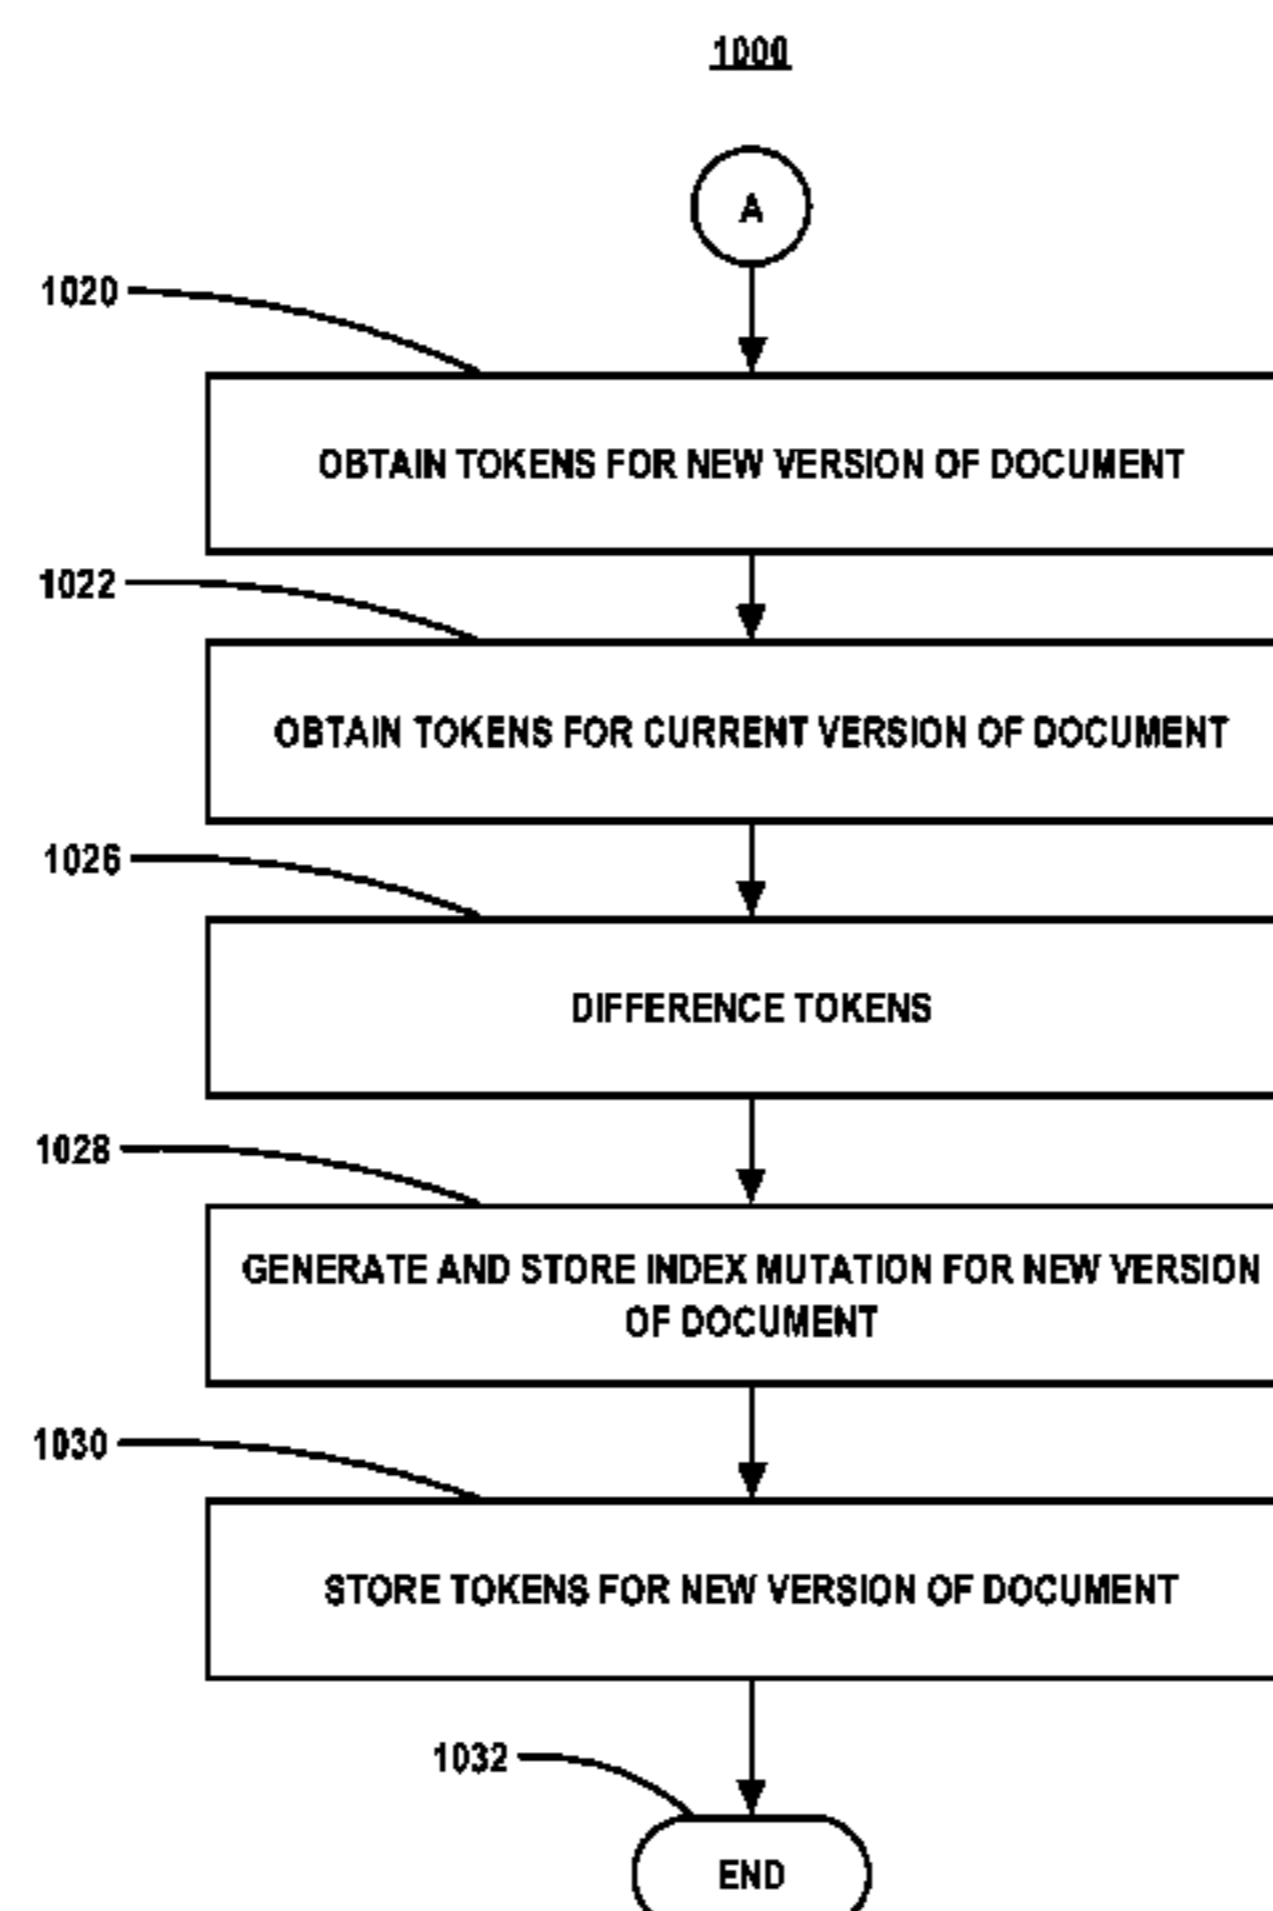 1000
A
1020
OBTAIN TOKENS FOR NEW VERSION OF DOCUMENT
1022
OBTAIN TOKENS FOR CURRENT VERSION OF DOCUMENT
1026
DIFFERENCE TOKENS
1028
GENERATE AND STORE INDEX MUTATION FOR NEW VERSION
OF DOCUMENT
1030
STORE TOKENS FOR NEW VERSION OF DOCUMENT
1032
END